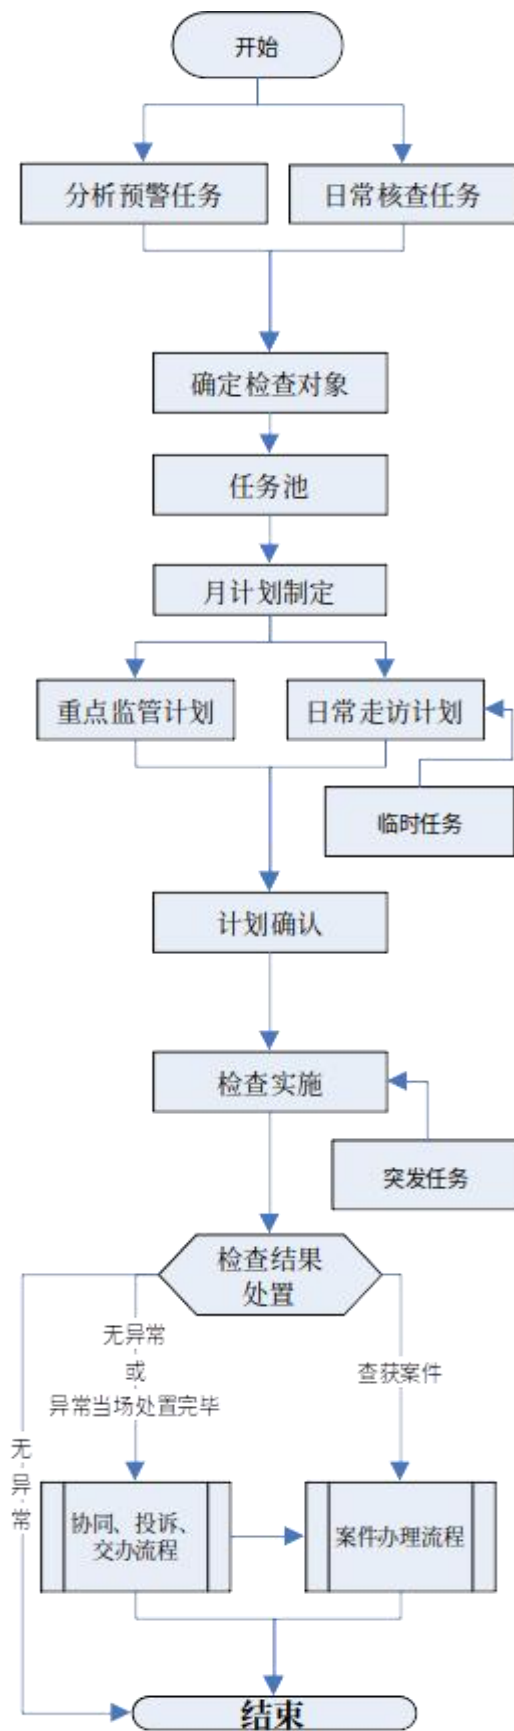 开始
分析预警任务
日常核查任务
确定检查对象
任务池
月计划制定
重点监管计划
日常走访计划
临时任务
计划确认
检查实施
突发任务
检查结果
处置
无异常
或
异常当场处置完毕
查获案件
无异常
协同、投诉、
交办流程
案件办理流程
结束